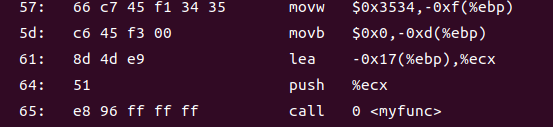 57: 66 c7 45 f1 34 35 movw $0x3534,-0xf(%ebp)
5d: c6 45 f3 00 movb $0x0,-0xd(%ebp)
61: 8d 4d e9 lea -0x17(%ebp),%ecx
64: 51 push %ecx
65: e8 96 ff ff ff call 0 <myfunc>